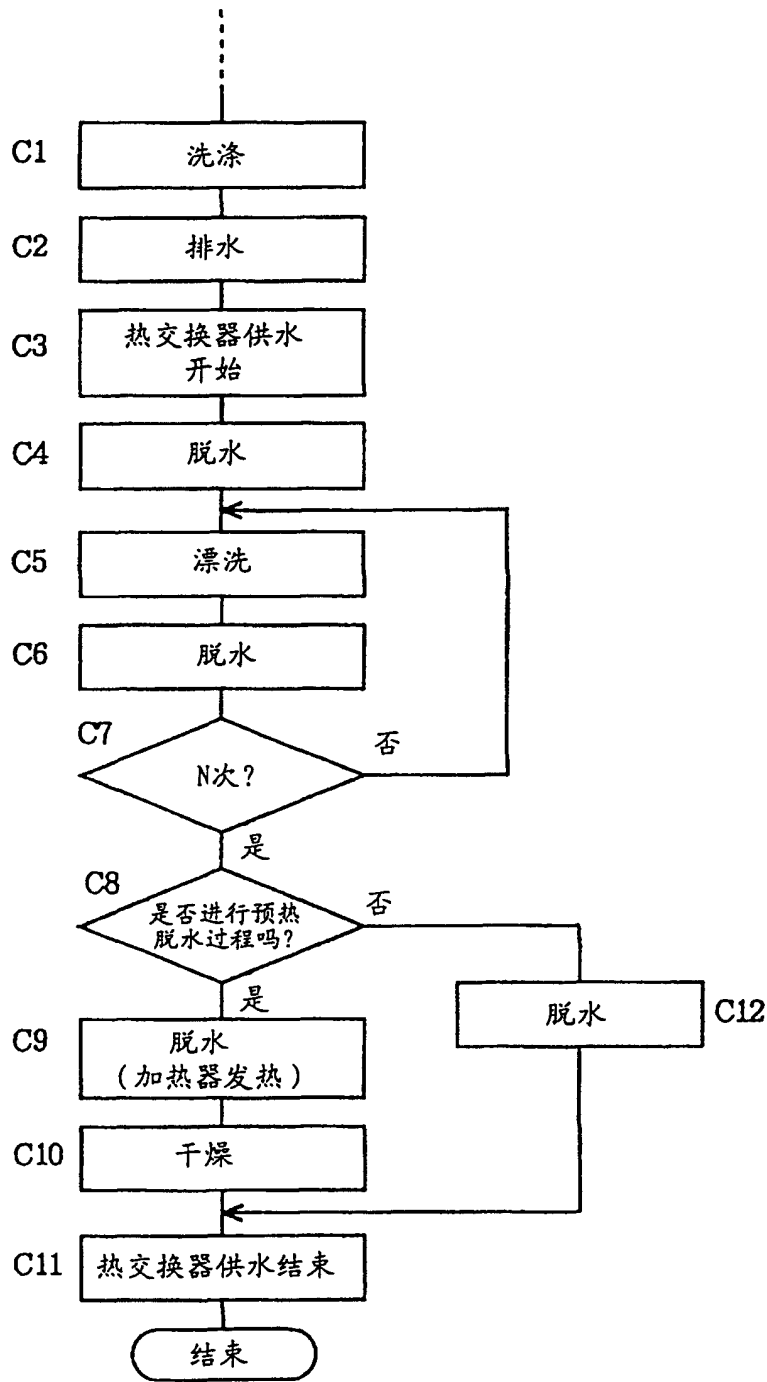 C1
洗涤
C2
排水
C3
热交换器供水
开始
C4
脱水
C5
漂洗
C6
脱水
C7
N次?
否
是
C8
是否进行预热
脱水过程吗?
否
是
C9
脱水
(加热器发热)
脱水
C12
C10
干燥
C11
热交换器供水结束
结束